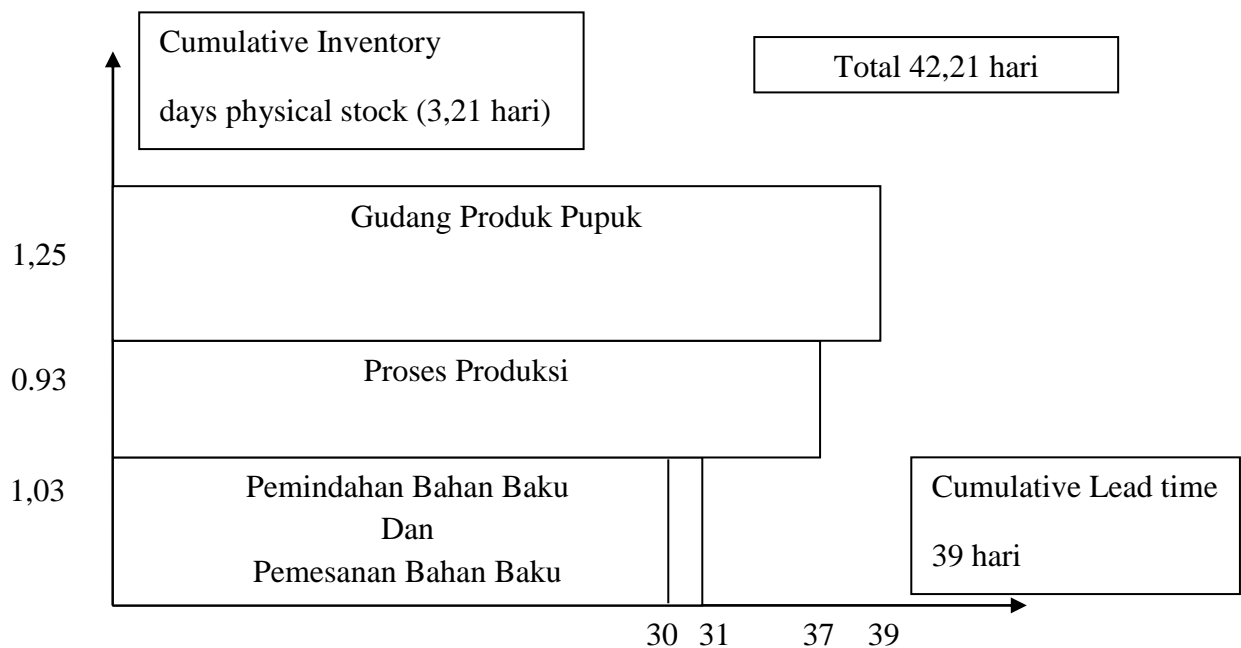 Cumulative Inventory
days physical stock (3,21 hari)
Total 42,21 hari
Gudang Produk Pupuk
1,25
Proses Produksi
0.93
Pemindahan Bahan Baku
Dan
Pemesanan Bahan Baku
1,03
Cumulative Lead time
39 hari
30 31 37 39